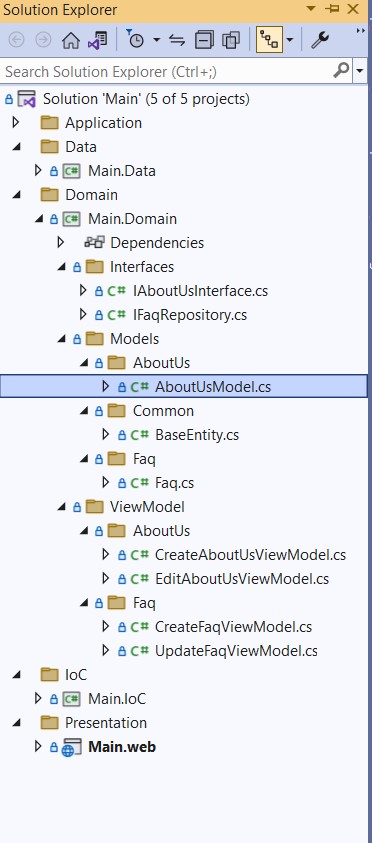 Solution Explorer
Search Solution Explorer (Ctrl+;)
Solution 'Main' (5 of 5 projects)
Application
Data
C# Main.Data
Domain
C# Main.Domain
Dependencies
Interfaces
C# IAboutUsInterface.cs
C# IFaqRepository.cs
Models
AboutUs
C# AboutUsModel.cs
Common
C# BaseEntity.cs
Faq
C# Faq.cs
ViewModel
AboutUs
C# CreateAboutUsViewModel.cs
C# EditAboutUsViewModel.cs
Faq
C# CreateFaqViewModel.cs
C# UpdateFaqViewModel.cs
IoC
C# Main.IoC
Presentation
Main.web